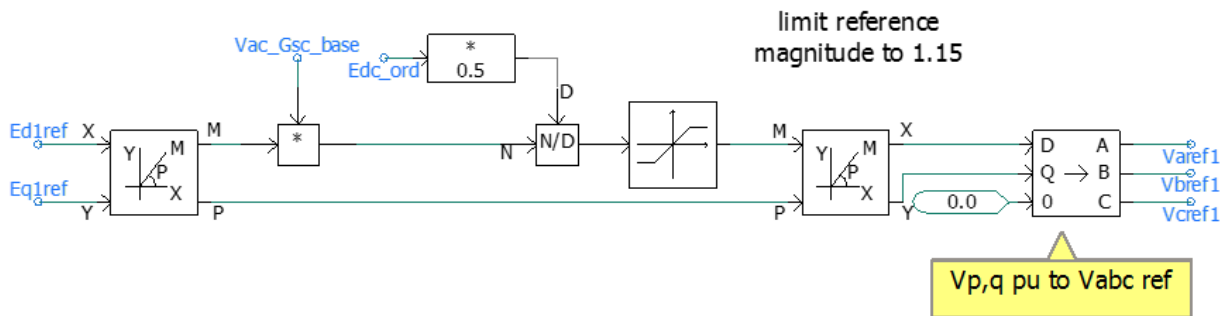 limit reference
magnitude to 1.15
Vac_Gsc_base
Edc_ord
*
0.5
D
Ed1ref
X
M
*
N
N/D
M
X
D
A
Varef1
Y
M
P
X
Y
M
P
X
Q
B
Vbref1
Eq1ref
Y
P
P
Y
0.0
0
C
Vcref1
Vp,q pu to Vabc ref